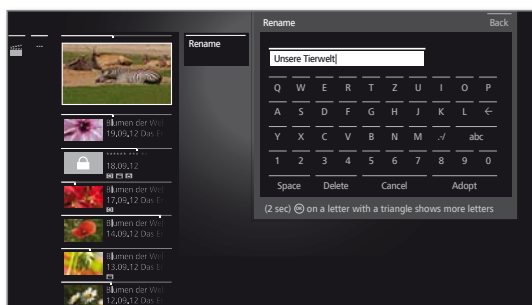 Rename
Back
---
Rename
Unsere Tierwelt
Q W E R T Z U I O P
A S D F G H J K L ←
Y X C V B N M .-/ abc
1 2 3 4 5 6 7 8 9 0
Space Delete Cancel Adopt
(2 sec) OK on a letter with a triangle shows more letters
Blumen der Wel
19.09.12 Das E
****** *** **
18.09.12
Blumen der Wel
17.09.12 Das E
Blumen der Wel
14.09.12 Das E
Blumen der Wel
13.09.12 Das E
Blumen der Wel
12.09.12 Das E